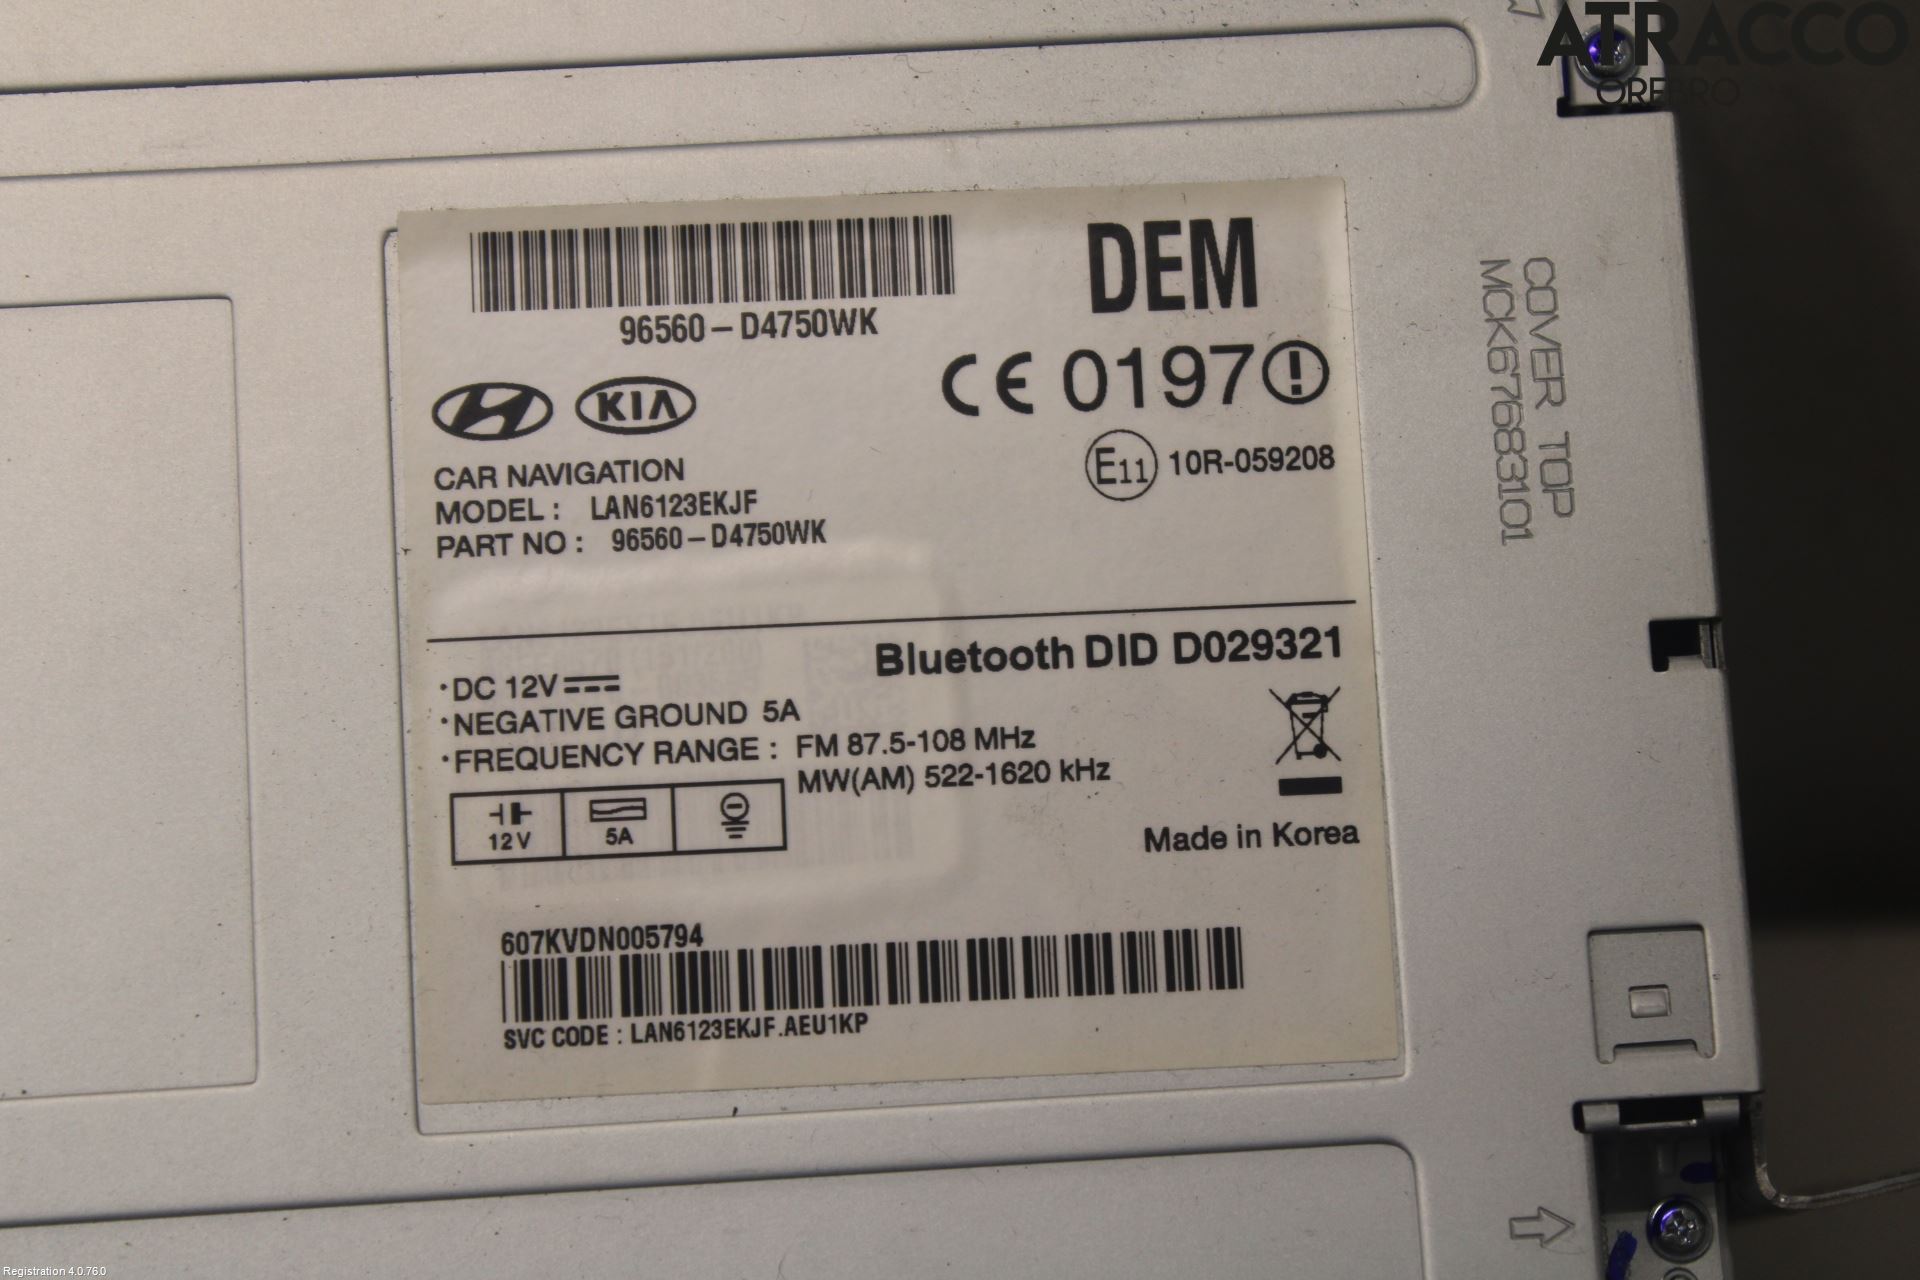 ATRACCO
ÖREBRO
96560-D4750WK
DEM
CE 0197
KIA
E11 10R-059208
CAR NAVIGATION
MODEL : LAN6123EKJF
PART NO : 96560-D4750WK
COVER TOP
MCK67683101
Bluetooth DID D029321
·DC 12V
·NEGATIVE GROUND 5A
·FREQUENCY RANGE : FM 87.5-108 MHz
MW(AM) 522-1620 kHz
12V 5A
Made in Korea
607KVDN005794
SVC CODE : LAN6123EKJF.AEU1KP
Registration 4.0.76.0